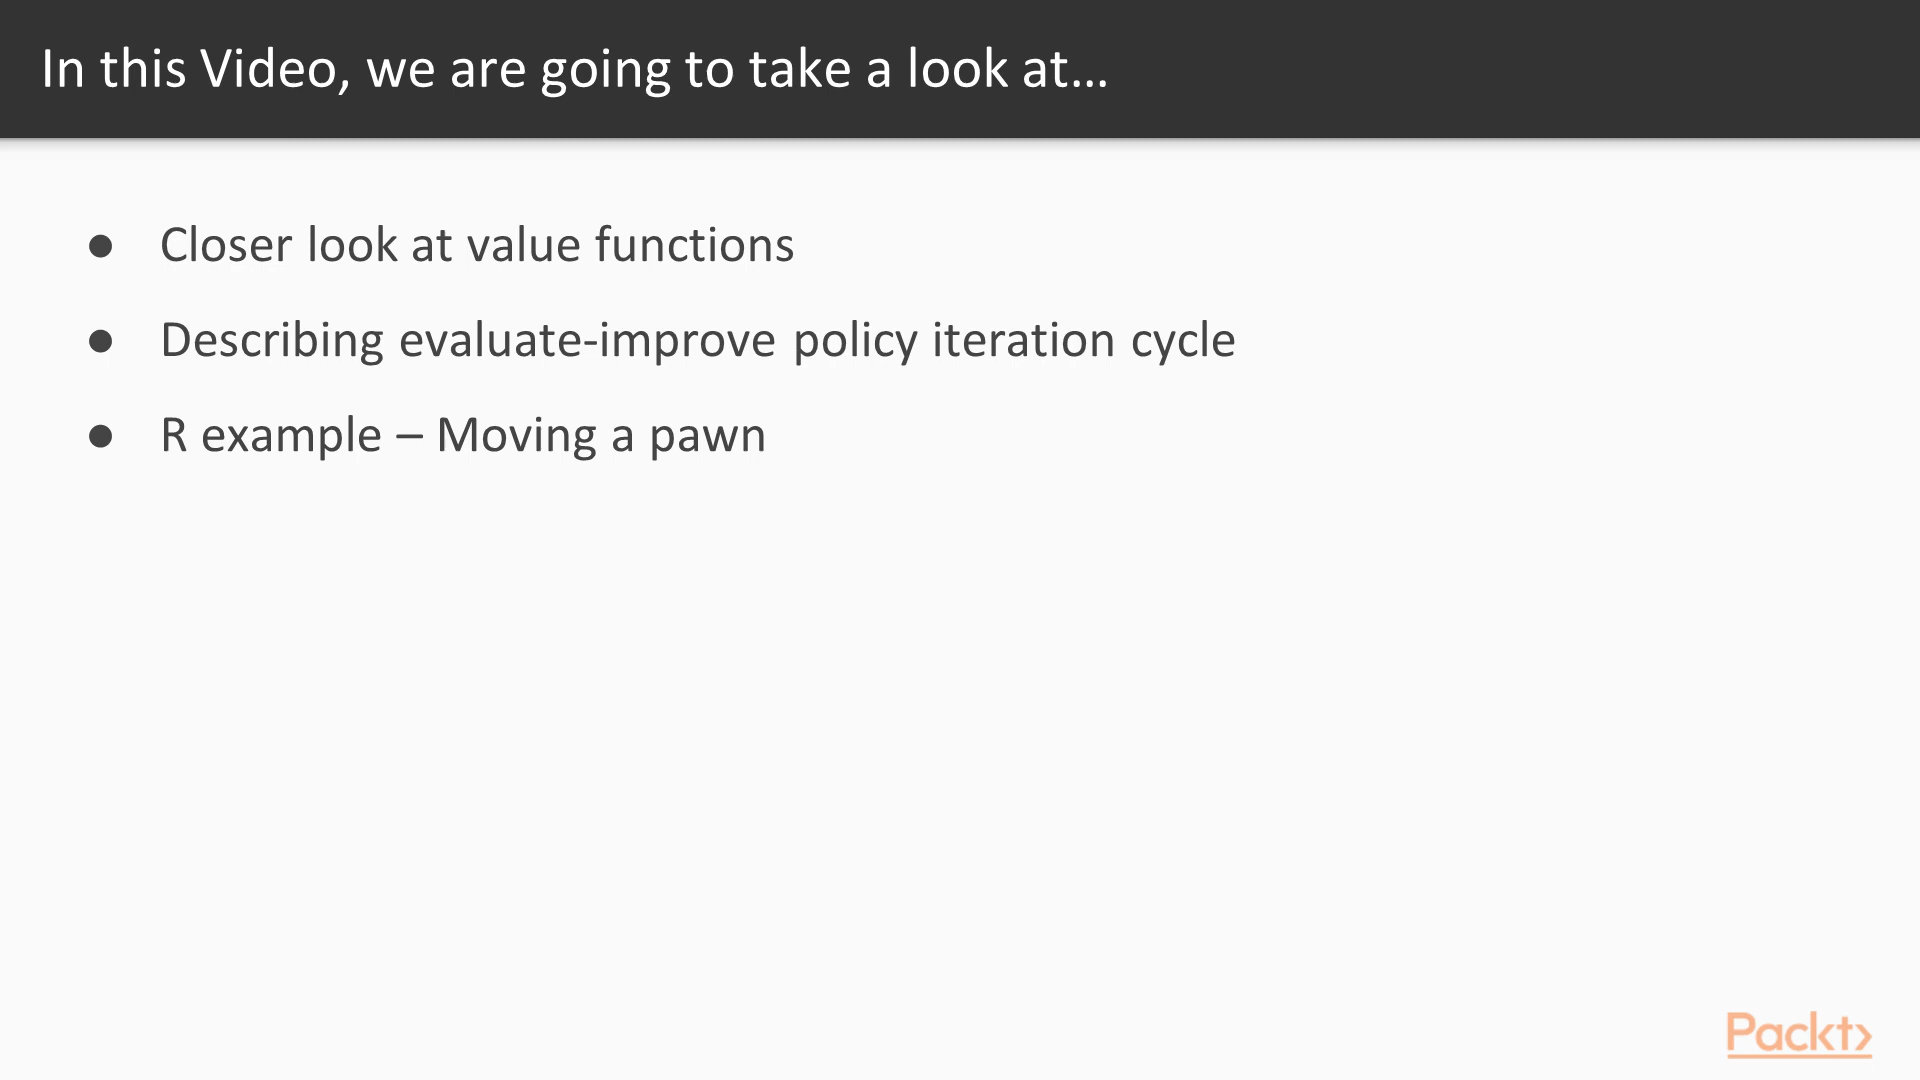 In this Video, we are going to take a look at...
● Closer look at value functions
● Describing evaluate-improve policy iteration cycle
● R example – Moving a pawn
Packt>